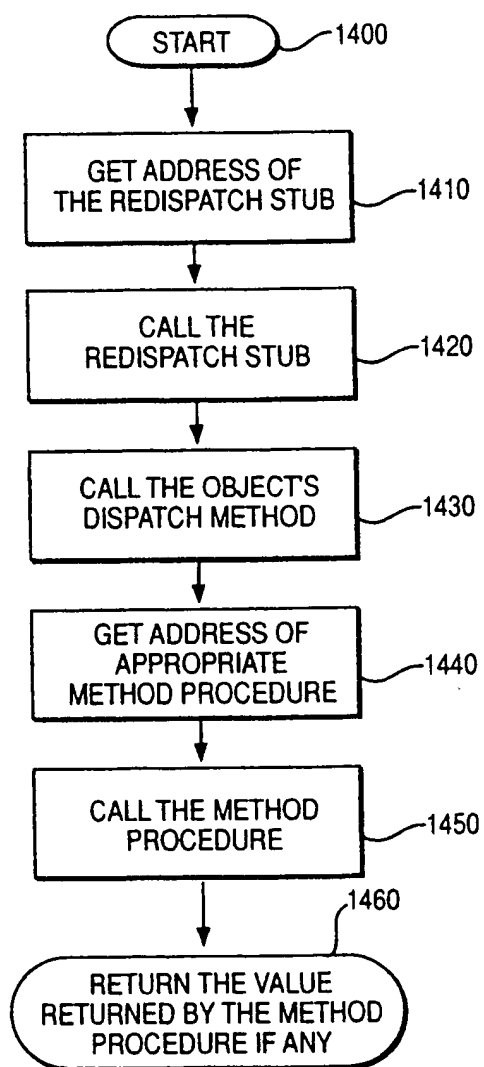 START
1400
GET ADDRESS OF
THE REDISPATCH STUB
1410
CALL THE
REDISPATCH STUB
1420
CALL THE OBJECT'S
DISPATCH METHOD
1430
GET ADDRESS OF
APPROPRIATE
METHOD PROCEDURE
1440
CALL THE METHOD
PROCEDURE
1450
1460
RETURN THE VALUE
RETURNED BY THE METHOD
PROCEDURE IF ANY